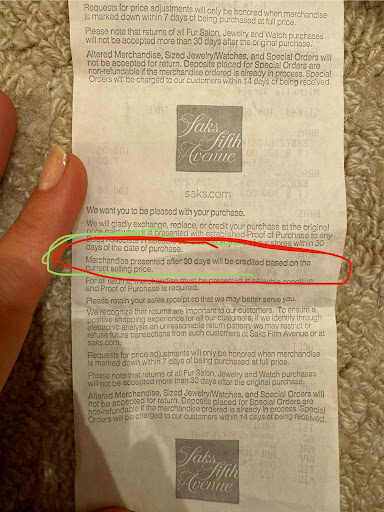 Requests for price adjustments will only be honored when merchandise
is marked down within 7 days of being purchased at full price.
Please note that returns of all Fur Salon, Jewelry and Watch purchases
will not be accepted more than 30 days after the original purchase.
Altered Merchandise, Sized Jewelry/Watches, and Special Orders will
not be accepted for return. Deposits placed for Special Orders are
non-refundable if the merchandise ordered is already in process. Special
Orders will be charged to our customers within 14 days of being received.
Saks
Fifth
Avenue
saks.com
We want you to be pleased with your purchase.
We will gladly exchange, replace, or credit your purchase at the original
is presented with established Proof of Purchase to any
our stores within 30
days of the date of purchase.
Merchandise presented after 30 days will be credited based on the
current selling price.
For all returns, the merchandise must be presented in saleable condition
and Proof of Purchase is required.
Please retain your sales receipt so that we may better serve you.
We recognize that returns are important to our customers. To ensure a
positive shopping experience for all our customers, if we identify through
electronic analysis an unreasonable return pattern, we may restrict or
refuse future transactions from such customers at Saks Fifth Avenue or at
saks.com.
Requests for price adjustments will only be honored when merchandise
is marked down within 7 days of being purchased at full price.
Please note that returns of all Fur Salon, Jewelry and Watch purchases
will not be accepted more than 30 days after the original purchase.
Altered Merchandise, Sized Jewelry/Watches, and Special Orders will
not be accepted for return. Deposits placed for Special Orders are
non-refundable if the merchandise ordered is already in process. Special
Orders will be charged to our customers within 14 days of being received.
Saks
Fifth
Avenue